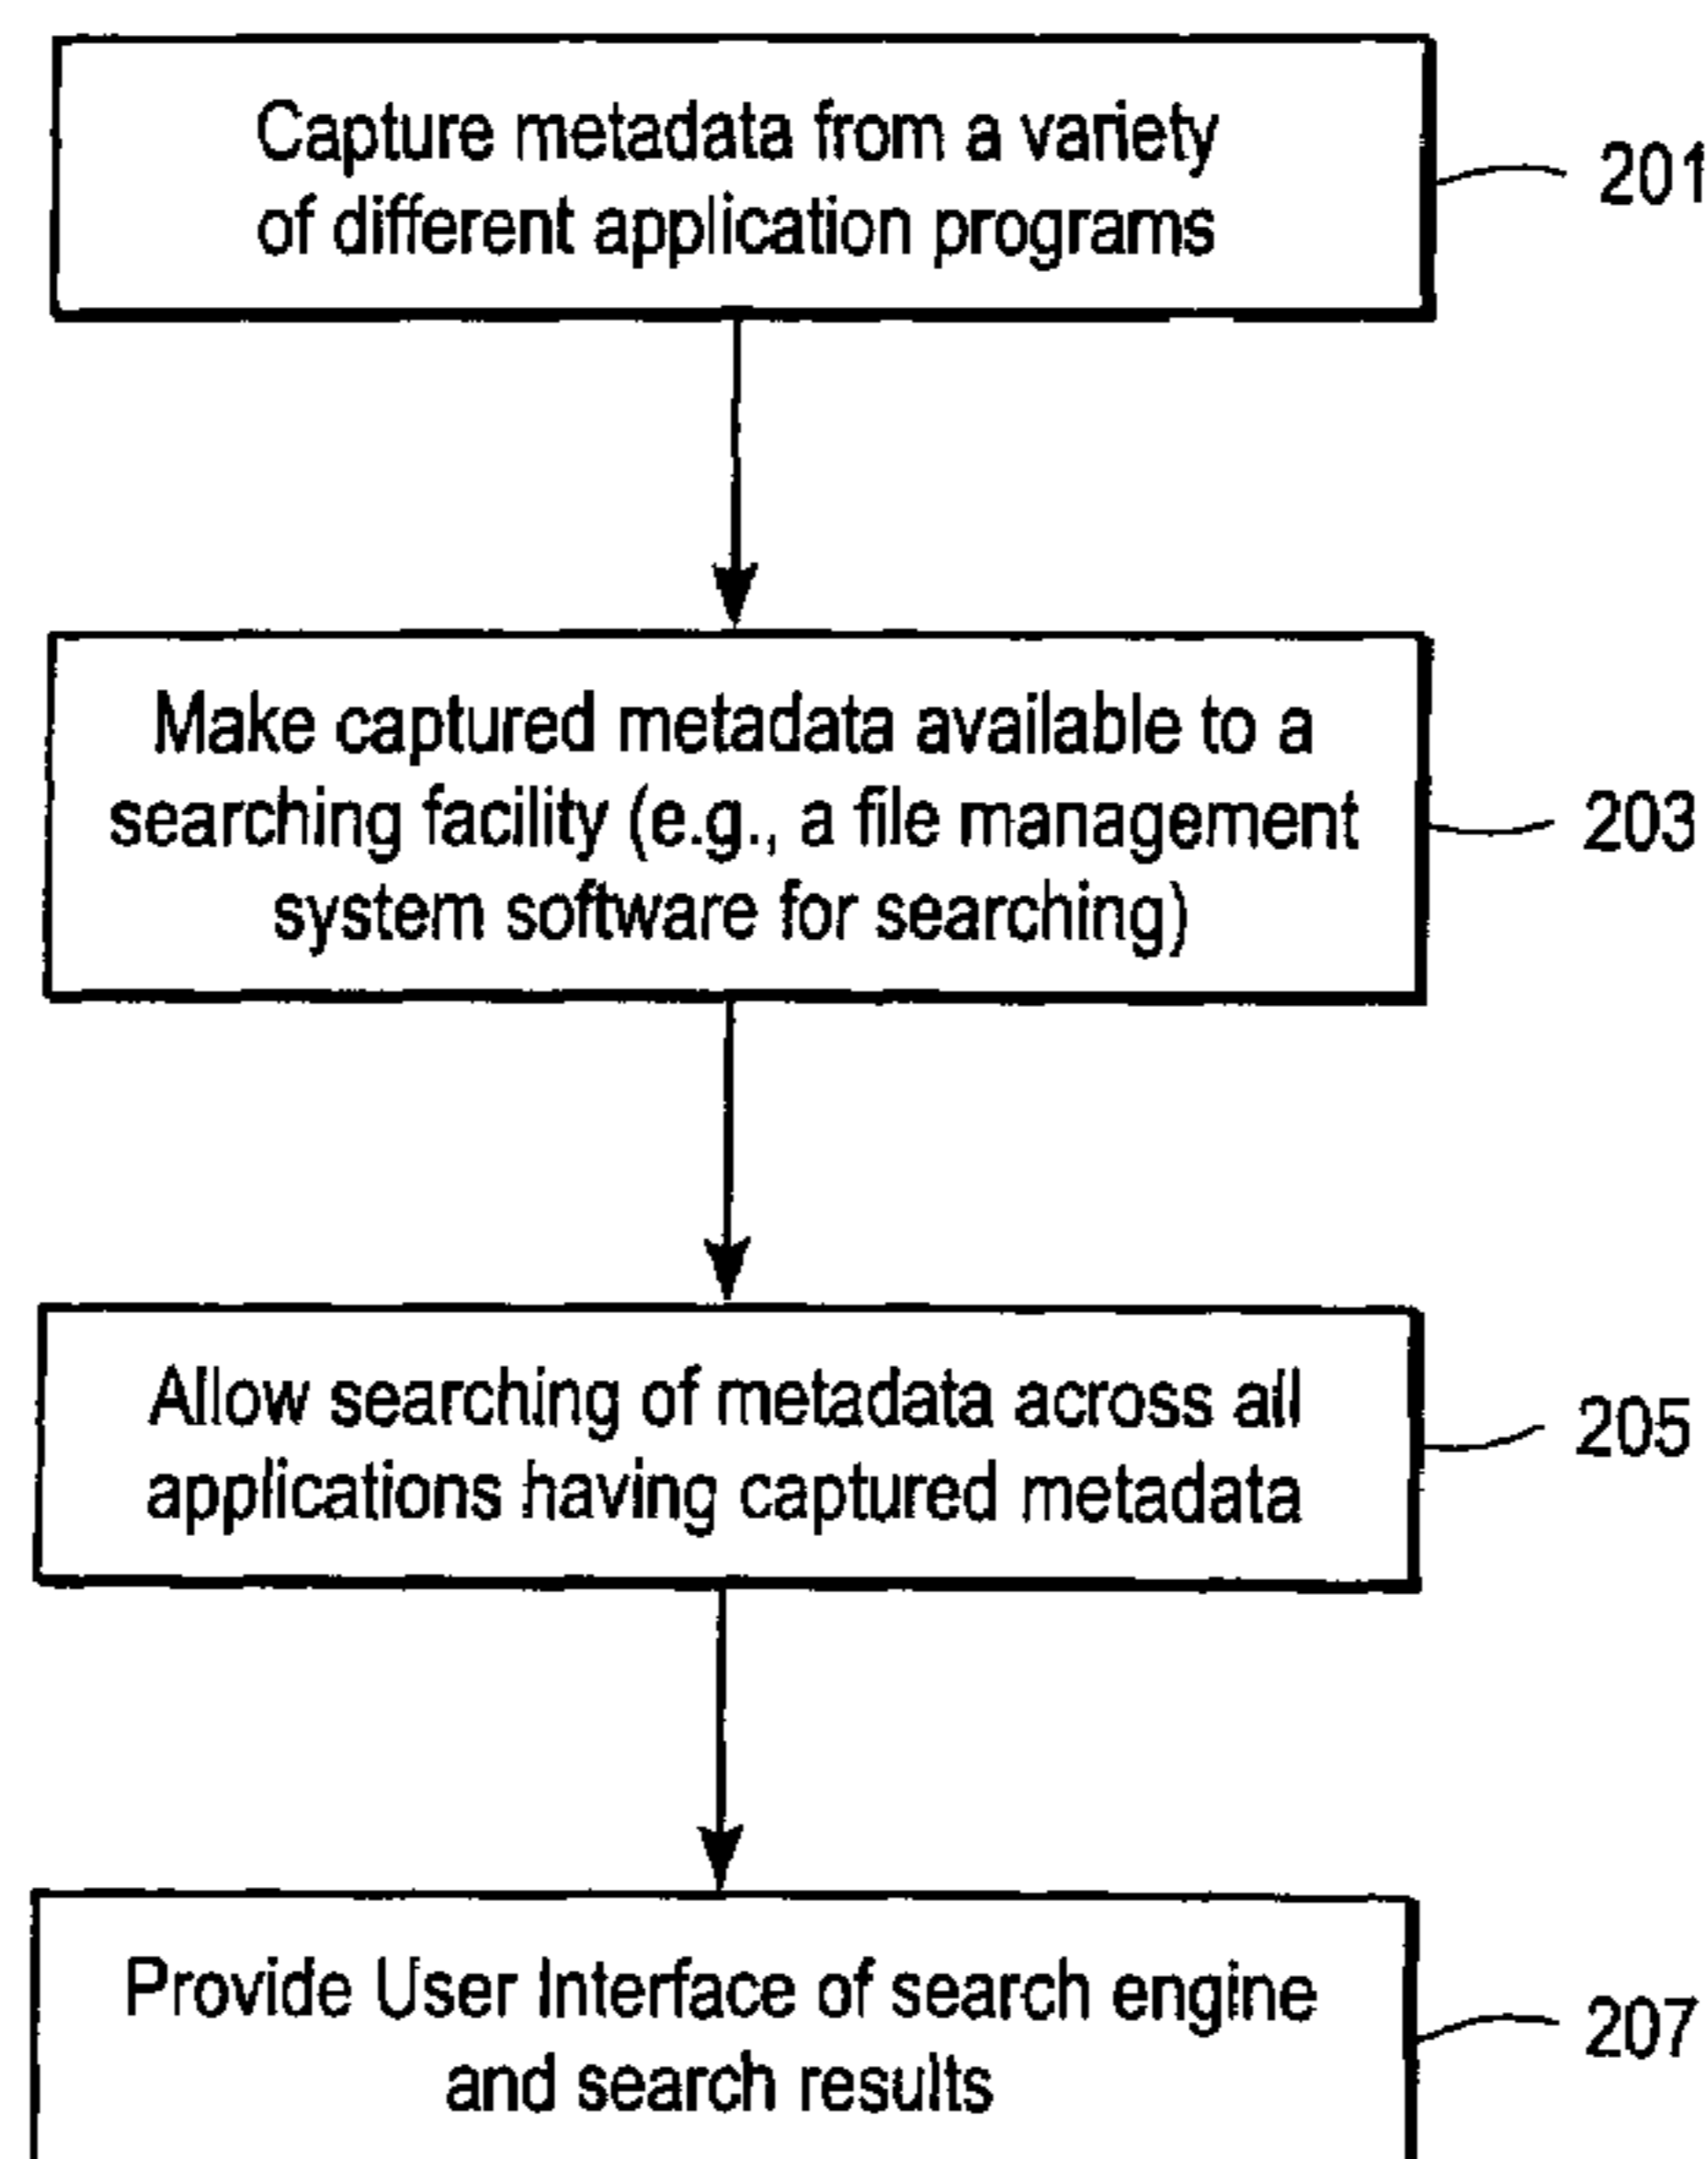 Capture metadata from a variety
of different application programs
201
Make captured metadata available to a
searching facility (e.g., a file management
system software for searching)
203
Allow searching of metadata across all
applications having captured metadata
205
Provide User Interface of search engine
and search results
207